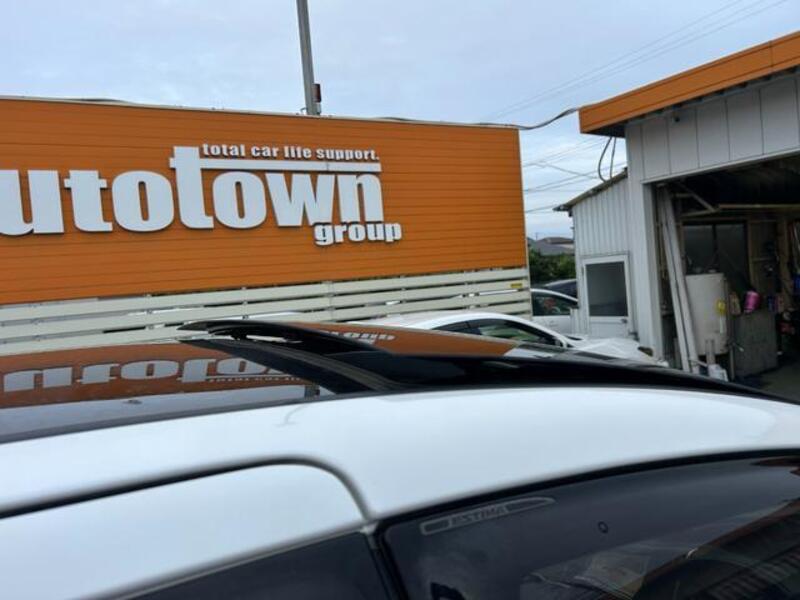 total car life support.
utotown
group
ESTIMA